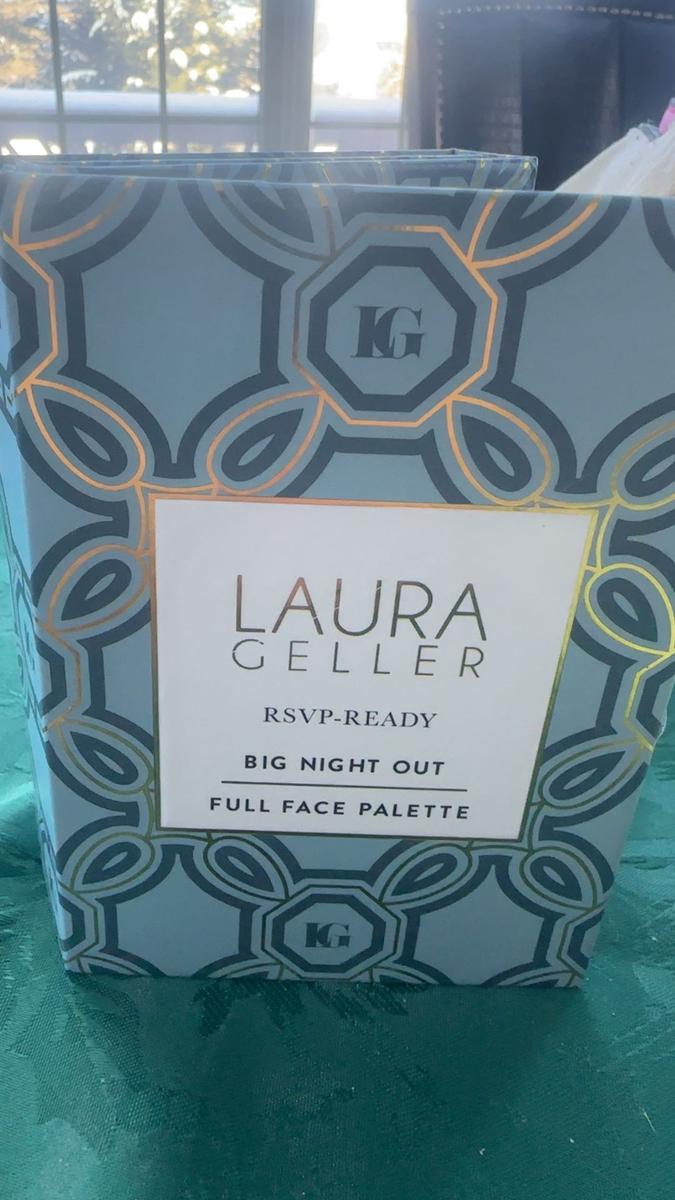 LG
LAURA
GELLER
RSVP-READY
BIG NIGHT OUT
FULL FACE PALETTE
LG